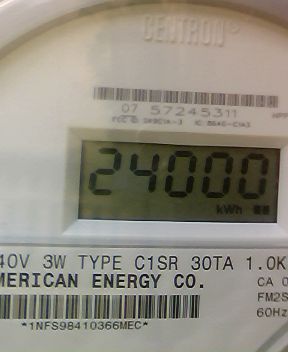 CENTRON®
07 57245311
24000
kWh
40V 3W TYPE C1SR 30TA 1.0K
MERICAN ENERGY CO.
CA 0
FM2S
60Hz
*1NFS98410366MEC*